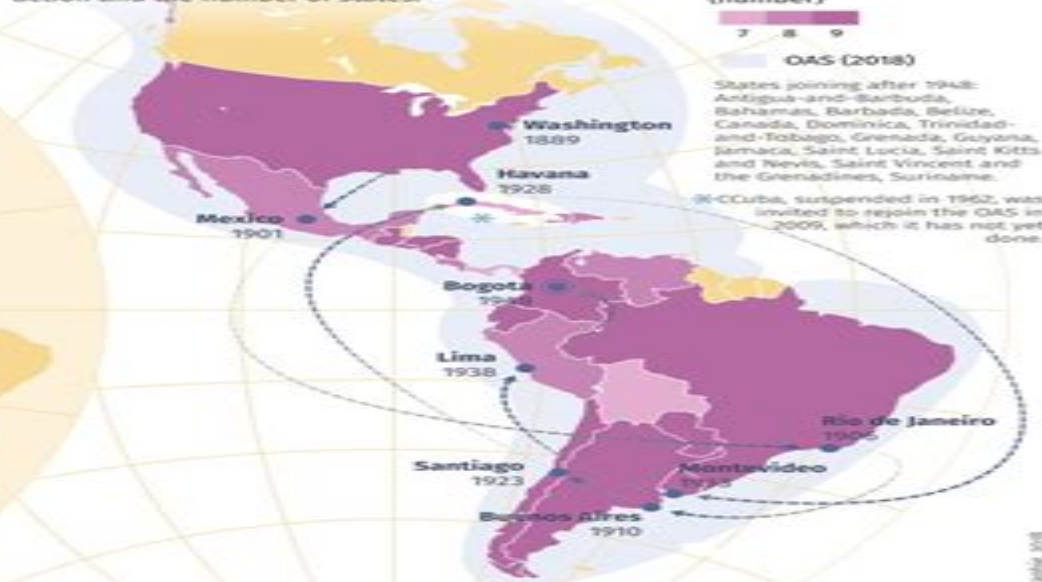 (number)
7 8 9
OAS (2018)
States joining after 1948:
Antigua-and-Barbuda,
Bahamas, Barbada, Belize,
Canada, Dominica, Trinidad-
and-Tobago, Grenada, Guyana,
Jamaca, Saint Lucia, Saint Kitts
and Nevis, Saint Vincent and
the Grenadines, Suriname.
CCuba, suspended in 1962, was
invited to rejoin the OAS in
2009, which it has not yet
done.
Washington
1889
Havana
1928
Mexico
1901
Bogota
Lima
1938
Rio de Janeiro
1906
Santiago
1923
Montevideo
Buenos Aires
1910